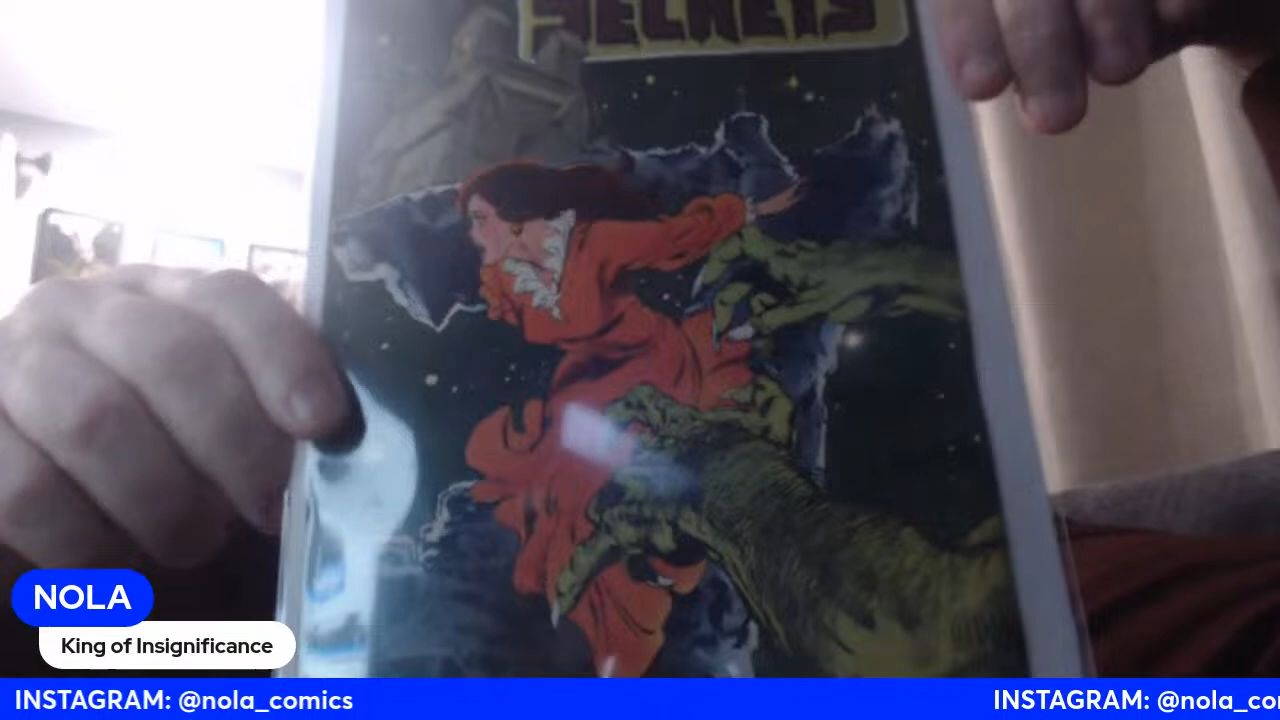 SECRETS
NOLA
King of Insignificance
INSTAGRAM: @nola_comics
INSTAGRAM: @nola_co